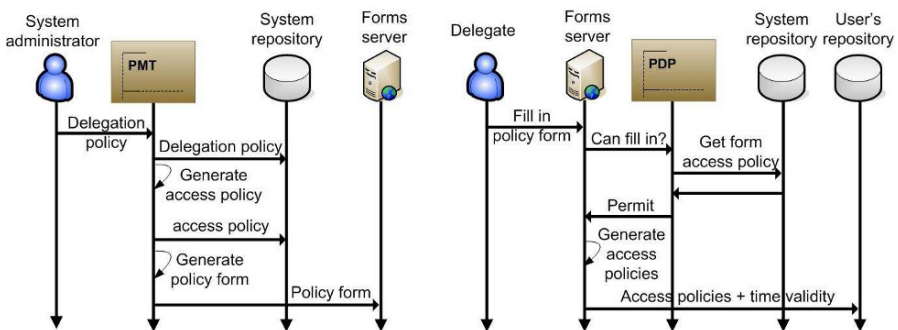 System
administrator
PMT
System
repository
Forms
server
Delegation
policy
Delegation policy
Generate
access policy
access policy
Generate
policy form
Policy form
Delegate
Forms
server
PDP
System
repository
User's
repository
Fill in
policy form
Can fill in?
Get form
access policy
Permit
Generate
access
policies
Access policies + time validity